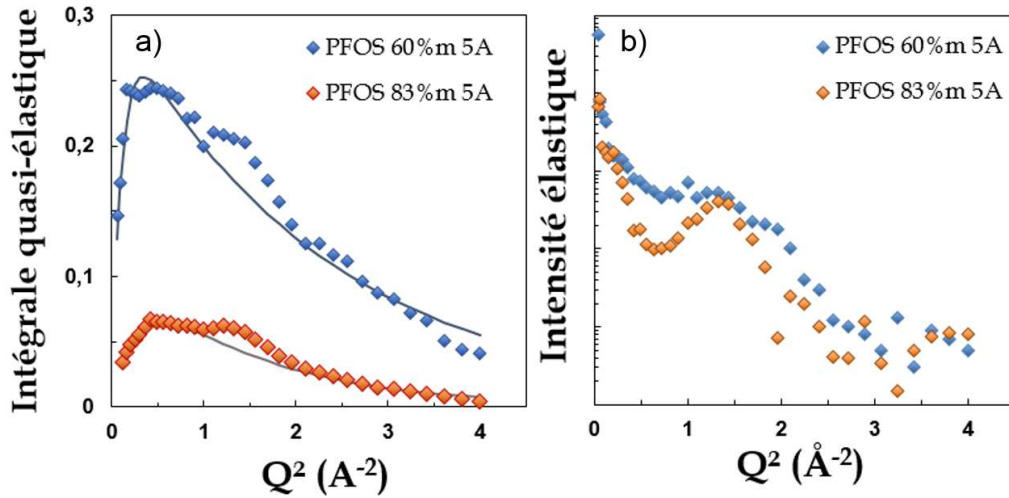 a)
PFOS 60%m 5A
PFOS 83%m 5A
Intégrale quasi-élastique
0,3
0,2
0,1
0
0
1
2
3
4
Q² (A⁻²)
b)
PFOS 60%m 5A
PFOS 83%m 5A
Intensité élastique
0
1
2
3
4
Q² (Å⁻²)